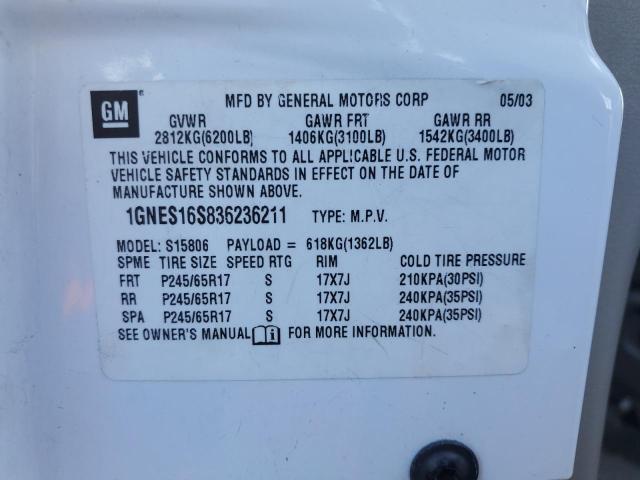 GM ® MFD BY GENERAL MOTORS CORP 05/03
GVWR GAWR FRT GAWR RR
2812KG(6200LB) 1406KG(3100LB) 1542KG(3400LB)
THIS VEHICLE CONFORMS TO ALL APPLICABLE U.S. FEDERAL MOTOR
VEHICLE SAFETY STANDARDS IN EFFECT ON THE DATE OF
MANUFACTURE SHOWN ABOVE.
1GNES16S836236211 TYPE: M.P.V.
MODEL: S15806 PAYLOAD = 618KG(1362LB)
SPME TIRE SIZE SPEED RTG RIM COLD TIRE PRESSURE
FRT P245/65R17 S 17X7J 210KPA(30PSI)
RR P245/65R17 S 17X7J 240KPA(35PSI)
SPA P245/65R17 S 17X7J 240KPA(35PSI)
SEE OWNER'S MANUAL FOR MORE INFORMATION.